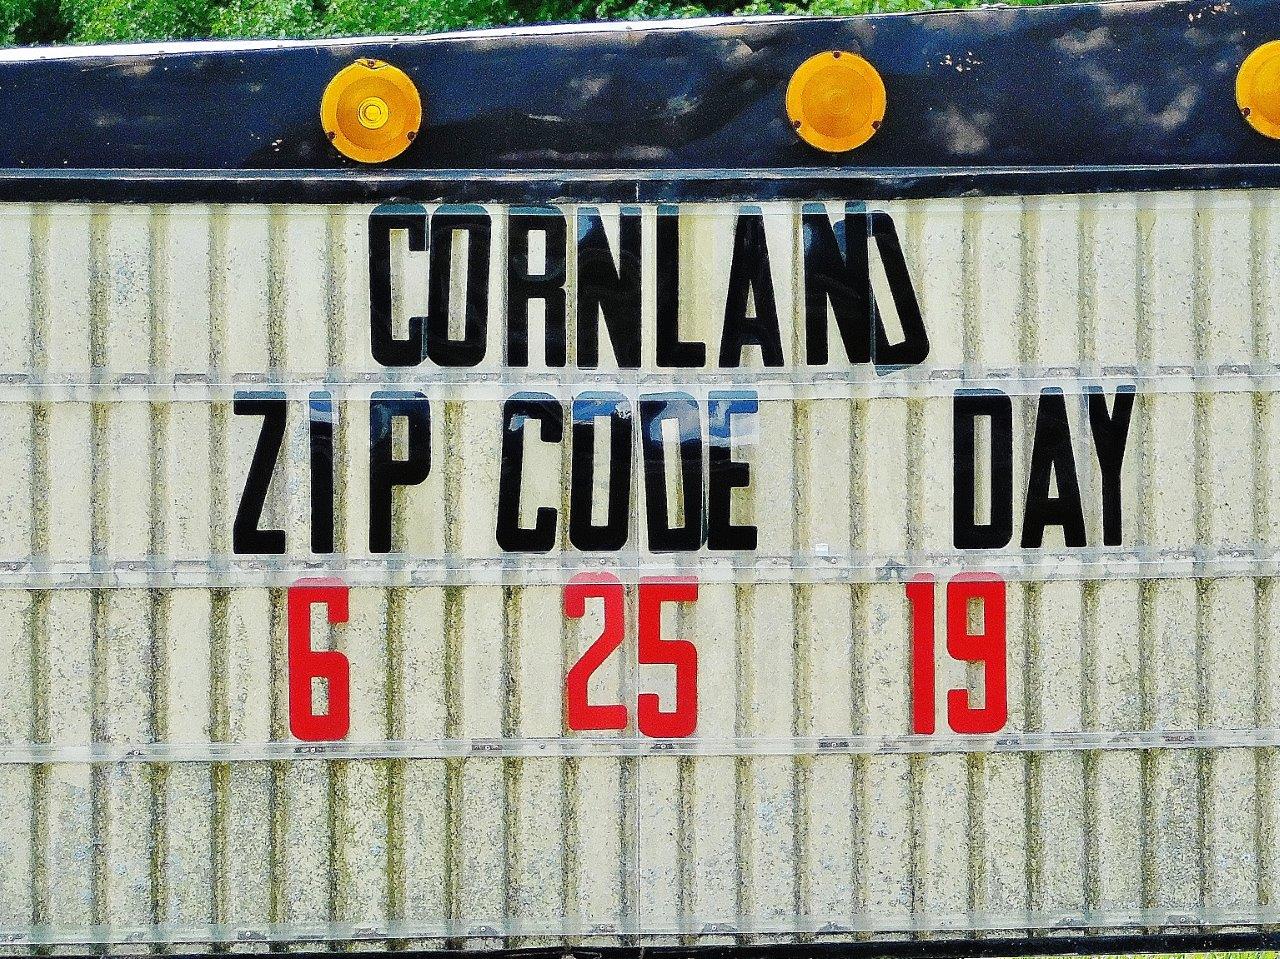 CORNLAND
ZIP CODE DAY
6 25 19